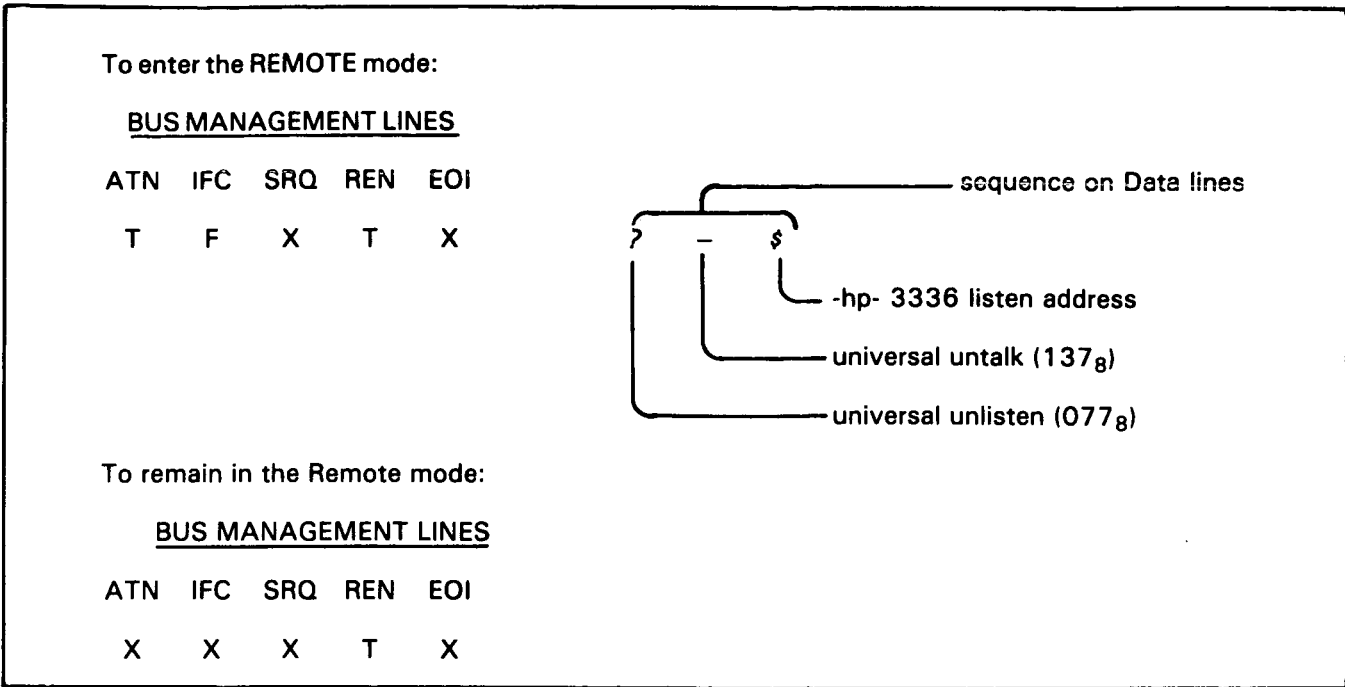 To enter the REMOTE mode:
BUS MANAGEMENT LINES
ATN IFC SRQ REN EOI
T F X T X
sequence on Data lines
? – $
-hp- 3336 listen address
universal untalk (137₈)
universal unlisten (077₈)
To remain in the Remote mode:
BUS MANAGEMENT LINES
ATN IFC SRQ REN EOI
X X X T X